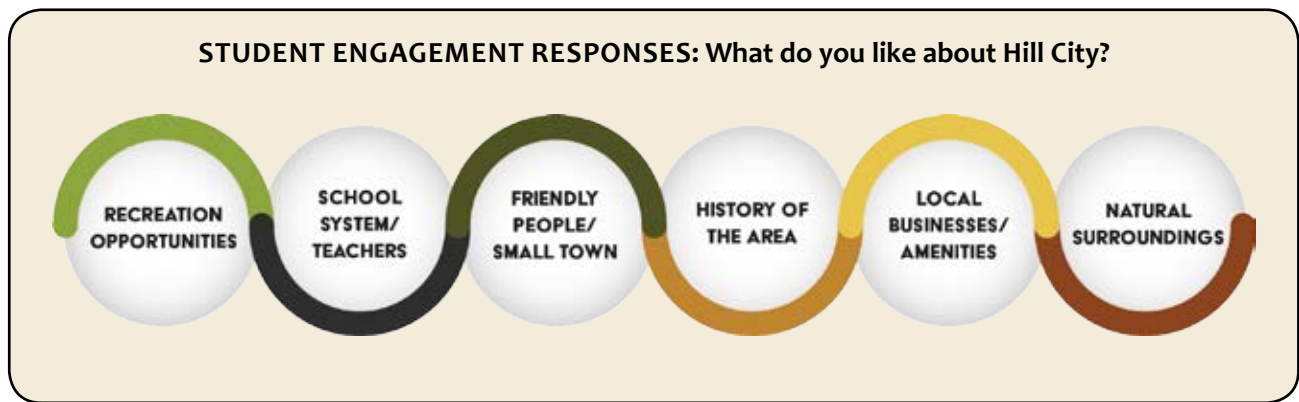 STUDENT ENGAGEMENT RESPONSES: What do you like about Hill City?
RECREATION
OPPORTUNITIES
SCHOOL
SYSTEM/
TEACHERS
FRIENDLY
PEOPLE/
SMALL TOWN
HISTORY OF
THE AREA
LOCAL
BUSINESSES/
AMENITIES
NATURAL
SURROUNDINGS